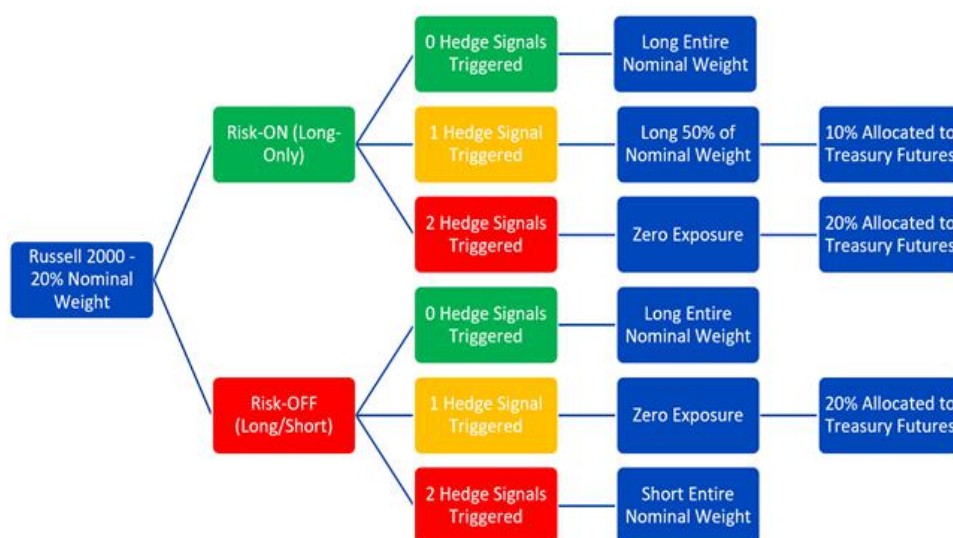 0 Hedge Signals
Triggered
Long Entire
Nominal Weight
Risk-ON (Long-
Only)
1 Hedge Signal
Triggered
Long 50% of
Nominal Weight
10% Allocated to
Treasury Futures
2 Hedge Signals
Triggered
Zero Exposure
20% Allocated to
Treasury Futures
Russell 2000 -
20% Nominal
Weight
0 Hedge Signals
Triggered
Long Entire
Nominal Weight
Risk-OFF
(Long/Short)
1 Hedge Signal
Triggered
Zero Exposure
20% Allocated to
Treasury Futures
2 Hedge Signals
Triggered
Short Entire
Nominal Weight